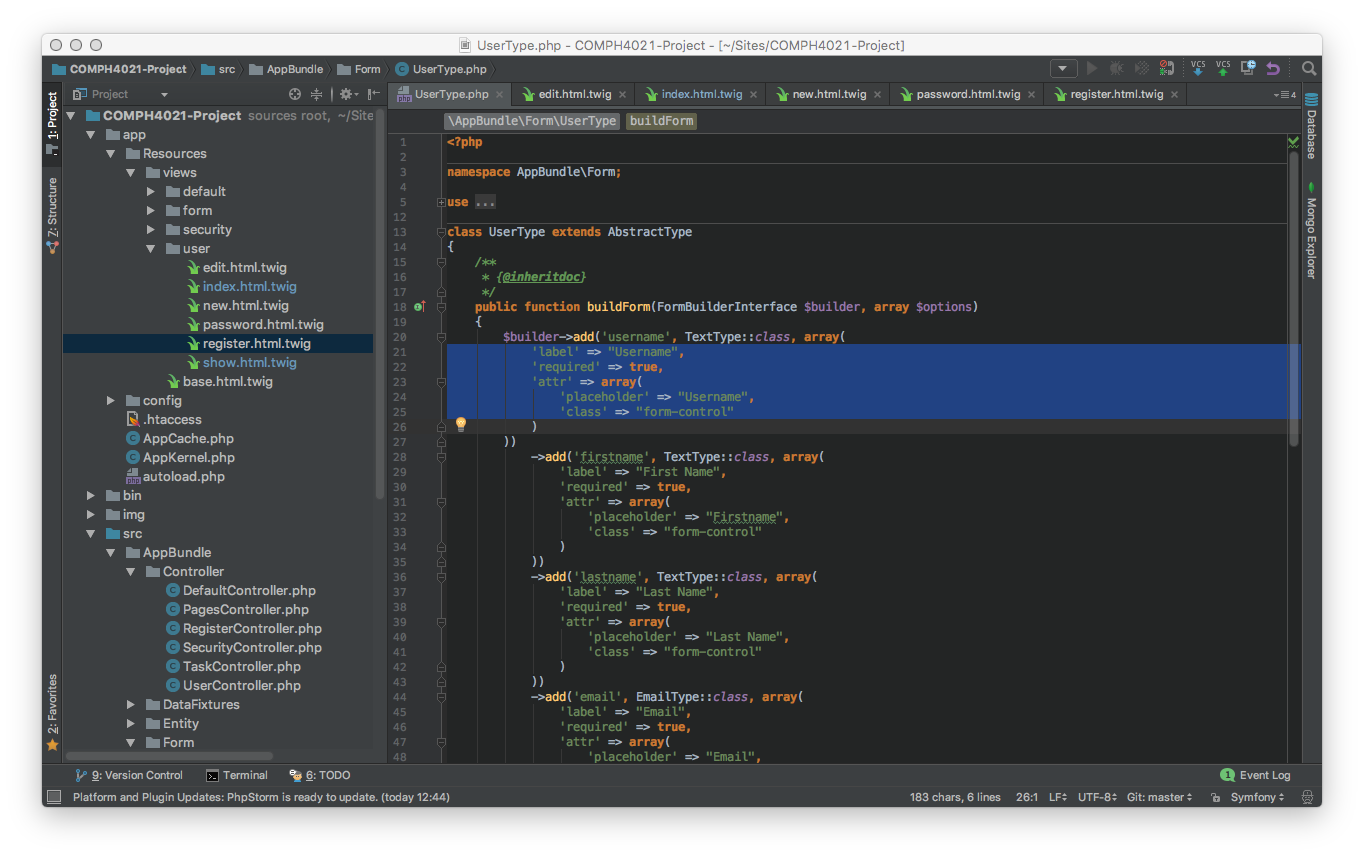 UserType.php - COMPH4021-Project - [~/Sites/COMPH4021-Project]
COMPH4021-Project src AppBundle Form UserType.php
VCS VCS
Project
UserType.php edit.html.twig index.html.twig new.html.twig password.html.twig register.html.twig 4
1: Project
Z: Structure
2: Favorites
COMPH4021-Project sources root, ~/Site
app
Resources
views
default
form
security
user
edit.html.twig
index.html.twig
new.html.twig
password.html.twig
register.html.twig
show.html.twig
base.html.twig
config
.htaccess
AppCache.php
AppKernel.php
autoload.php
bin
img
src
AppBundle
Controller
DefaultController.php
PagesController.php
RegisterController.php
SecurityController.php
TaskController.php
UserController.php
DataFixtures
Entity
Form
\AppBundle\Form\UserType buildForm
1 <?php
2
3 namespace AppBundle\Form;
4
5 use ...
12
13 class UserType extends AbstractType
14 {
15 /**
16 * {@inheritdoc}
17 */
18 public function buildForm(FormBuilderInterface $builder, array $options)
19 {
20 $builder->add('username', TextType::class, array(
21 'label' => "Username",
22 'required' => true,
23 'attr' => array(
24 'placeholder' => "Username",
25 'class' => "form-control"
26 )
27 ))
28 ->add('firstname', TextType::class, array(
29 'label' => "First Name",
30 'required' => true,
31 'attr' => array(
32 'placeholder' => "Firstname",
33 'class' => "form-control"
34 )
35 ))
36 ->add('lastname', TextType::class, array(
37 'label' => "Last Name",
38 'required' => true,
39 'attr' => array(
40 'placeholder' => "Last Name",
41 'class' => "form-control"
42 )
43 ))
44 ->add('email', EmailType::class, array(
45 'label' => "Email",
46 'required' => true,
47 'attr' => array(
48 'placeholder' => "Email",
Database
Mongo Explorer
9: Version Control Terminal 6: TODO 1 Event Log
Platform and Plugin Updates: PhpStorm is ready to update. (today 12:44) 183 chars, 6 lines 26:1 LF UTF-8 Git: master Symfony